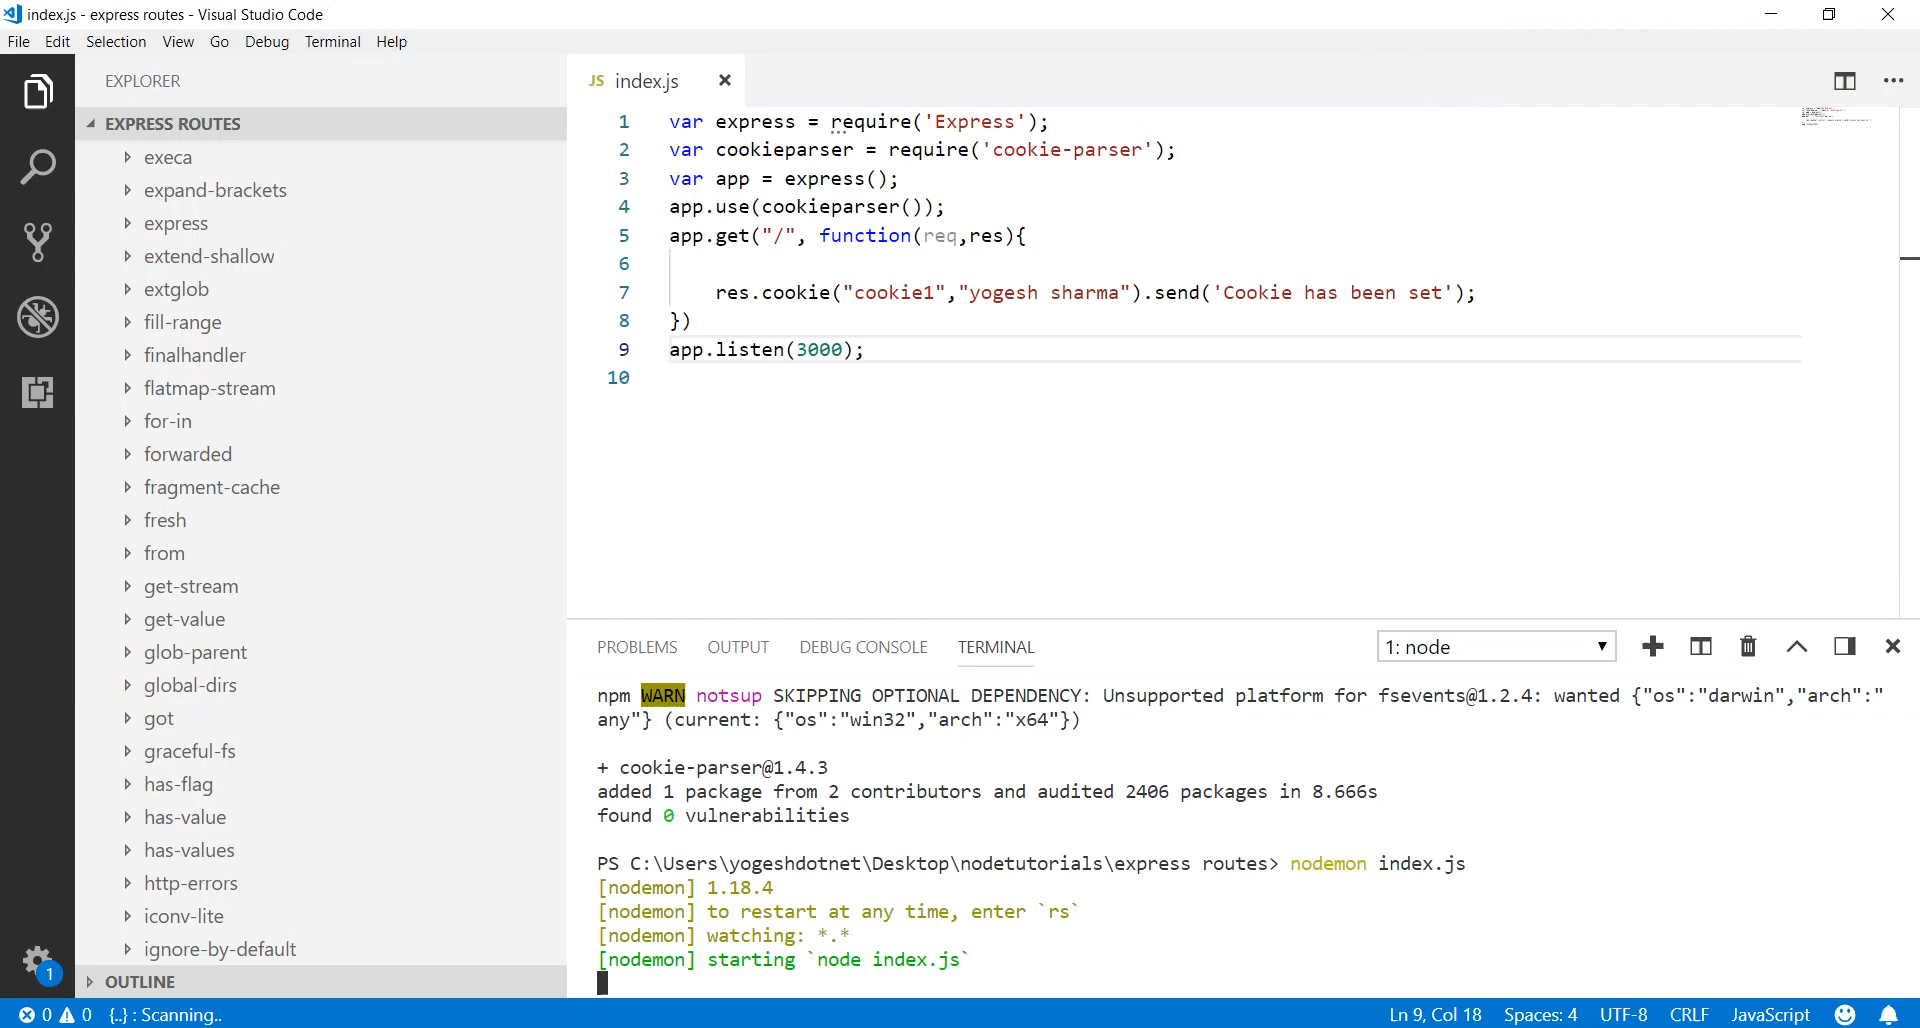 index.js - express routes - Visual Studio Code
File Edit Selection View Go Debug Terminal Help
EXPLORER
EXPRESS ROUTES
execa
expand-brackets
express
extend-shallow
extglob
fill-range
finalhandler
flatmap-stream
for-in
forwarded
fragment-cache
fresh
from
get-stream
get-value
glob-parent
global-dirs
got
graceful-fs
has-flag
has-value
has-values
http-errors
iconv-lite
ignore-by-default
OUTLINE
JS index.js
1 var express = require('Express');
2 var cookieparser = require('cookie-parser');
3 var app = express();
4 app.use(cookieparser());
5 app.get("/", function(req,res){
6
7 res.cookie("cookie1","yogesh sharma").send('Cookie has been set');
8 })
9 app.listen(3000);
10
PROBLEMS OUTPUT DEBUG CONSOLE TERMINAL 1: node
npm WARN notsup SKIPPING OPTIONAL DEPENDENCY: Unsupported platform for fsevents@1.2.4: wanted {"os":"darwin","arch":"
any"} (current: {"os":"win32","arch":"x64"})
+ cookie-parser@1.4.3
added 1 package from 2 contributors and audited 2406 packages in 8.666s
found 0 vulnerabilities
PS C:\Users\yogeshdotnet\Desktop\nodetutorials\express routes> nodemon index.js
[nodemon] 1.18.4
[nodemon] to restart at any time, enter `rs`
[nodemon] watching: *.*
[nodemon] starting `node index.js`
1
0 0 {..} : Scanning.. Ln 9, Col 18 Spaces: 4 UTF-8 CRLF JavaScript